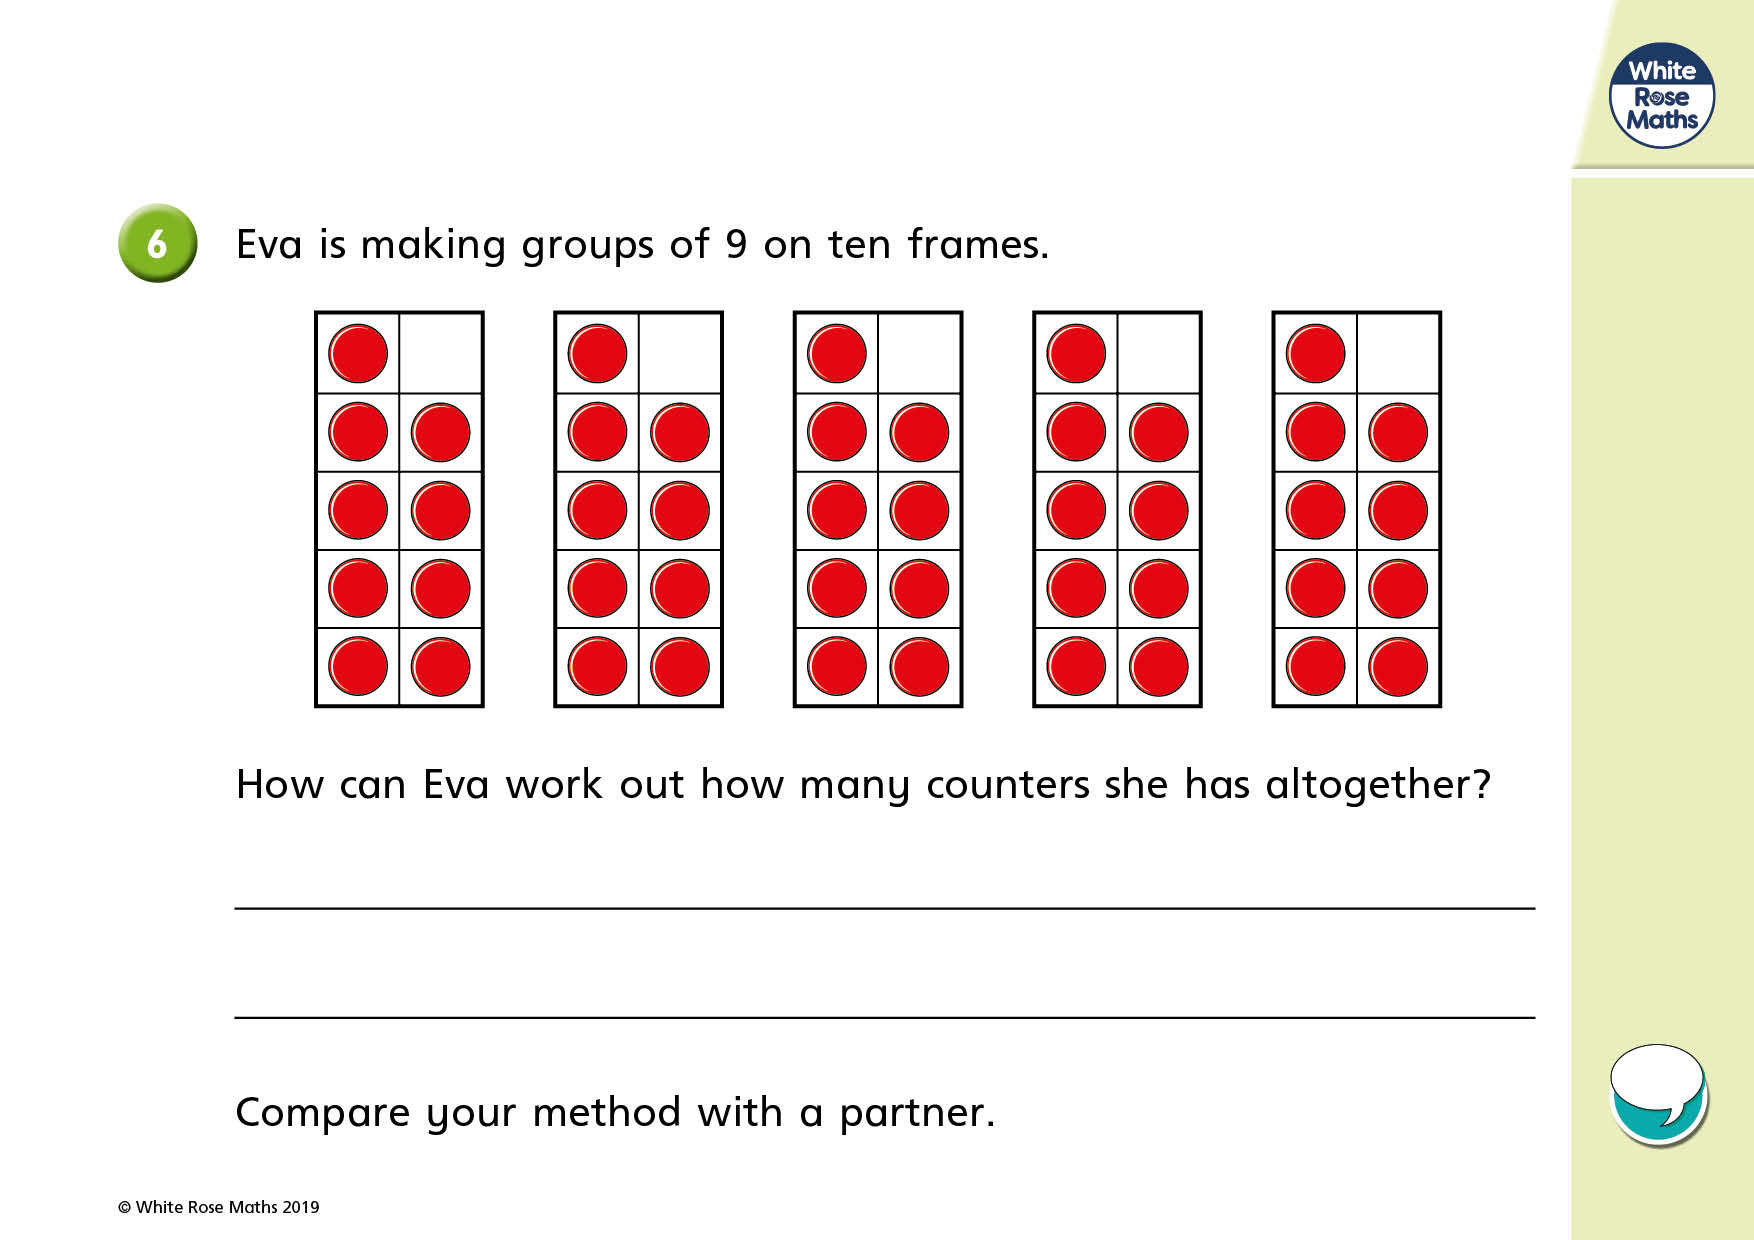 White
Rose
Maths
6
Eva is making groups of 9 on ten frames.
How can Eva work out how many counters she has altogether?
Compare your method with a partner.
© White Rose Maths 2019